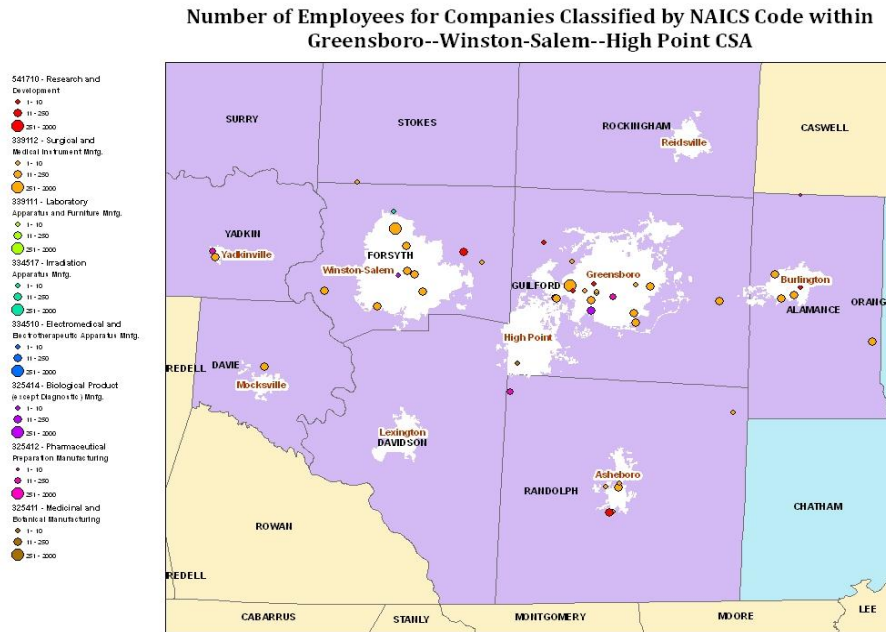 Number of Employees for Companies Classified by NAICS Code within
Greensboro--Winston-Salem--High Point CSA
541710 - Research and
Development
1 - 10
11 - 250
251 - 2000
339112 - Surgical and
Medical Instrument Mnfg.
1 - 10
11 - 250
251 - 2000
339111 - Laboratory
Apparatus and Furniture Mnfg.
1 - 10
11 - 250
251 - 2000
334517 - Irradiation
Apparatus Mnfg.
1 - 10
11 - 250
251 - 2000
334510 - Electromedical and
Electrotherapeutic Apparatus Mnfg.
1 - 10
11 - 250
251 - 2000
325414 - Biological Product
(except Diagnostic) Mnfg.
1 - 10
11 - 250
251 - 2000
325412 - Pharmaceutical
Preparation Manufacturing
1 - 10
11 - 250
251 - 2000
325411 - Medicinal and
Botanical Manufacturing
1 - 10
11 - 250
251 - 2000
SURRY
STOKES
ROCKINGHAM
CASWELL
Reidsville
YADKIN
Yadkinville
FORSYTH
Winston-Salem
GUILFORD
Greensboro
Burlington
ALAMANCE
ORANG
High Point
REDELL
DAVIE
Mocksville
Lexington
DAVIDSON
Asheboro
RANDOLPH
CHATHAM
ROWAN
REDELL
CABARRUS
STANLY
MONTGOMERY
MOORE
LEE